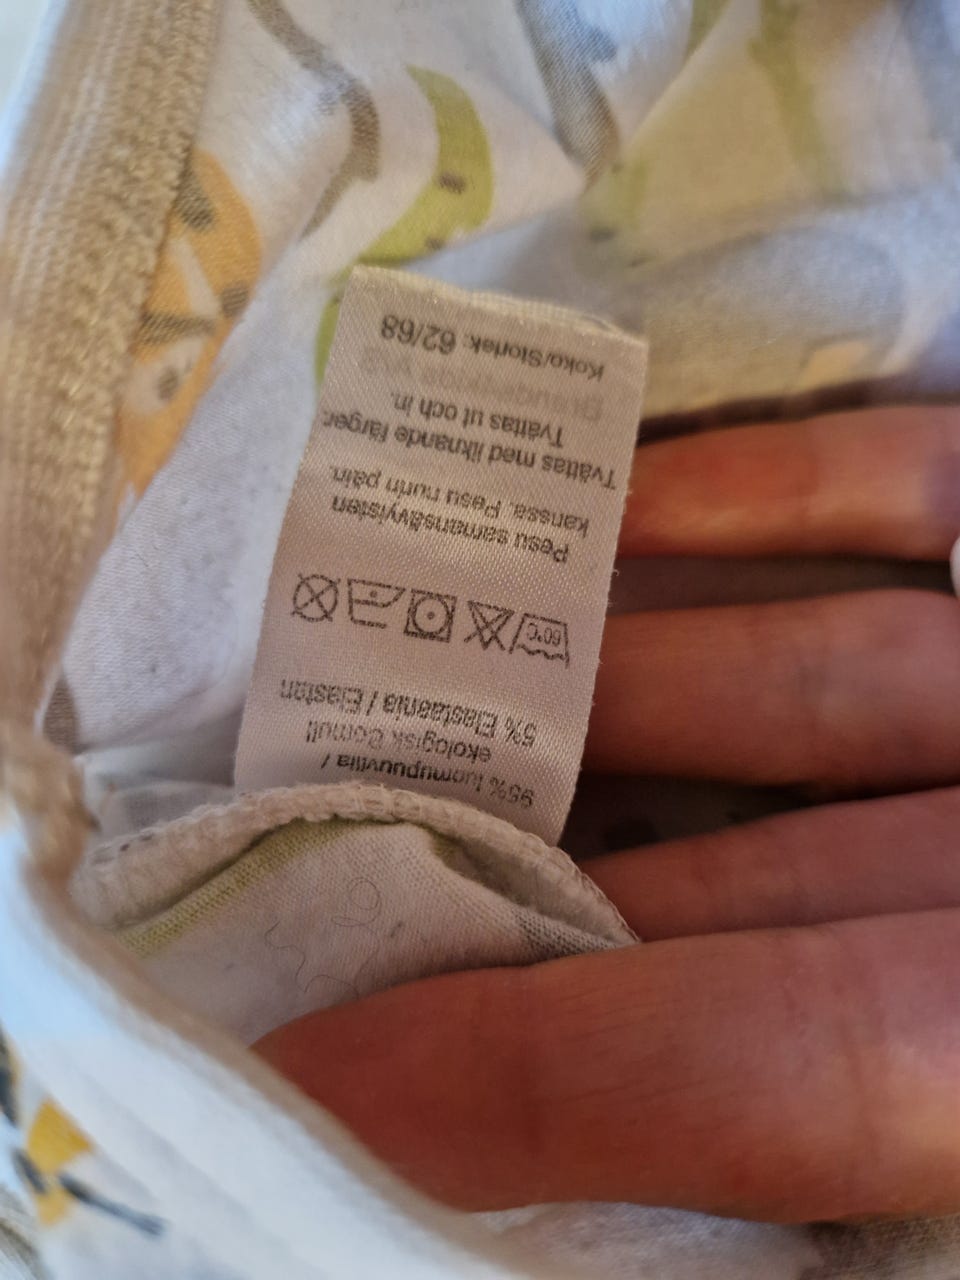 95% luomupuuvilla /
ekologisk Bomull
5% Elastaania / Elastan
60°C
Pesu samansävyisten
kanssa. Pesu nurin päin.
Tvättas med liknande färger.
Tvättas ut och in.
Koko/Storlek: 62/68